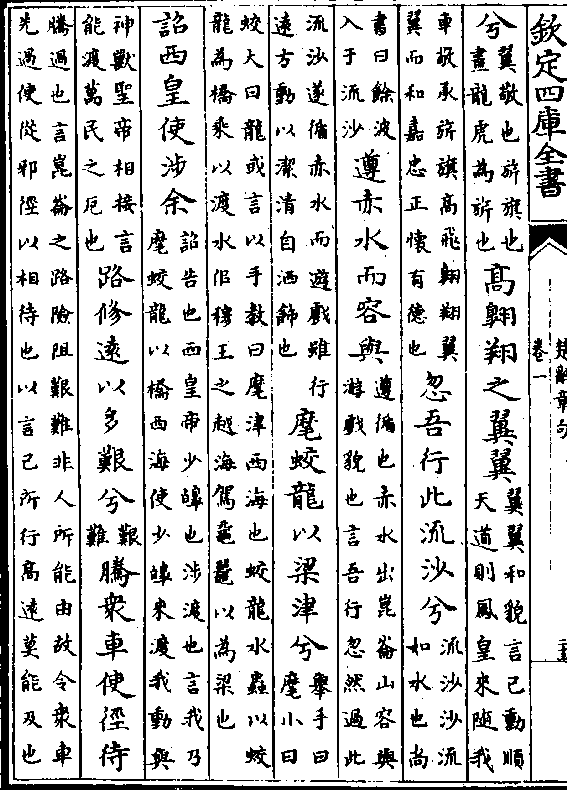 欽定四庫全書
楚辭章句
卷一
兮翼敬也旂旗也畫龍虎為旂也高翺翔之翼翼翼翼和貌言己動順天道則鳳皇來隨我
車敬承旂旗高飛翺翔翼翼而和嘉忠正懷有德也忽吾行此流沙兮流沙沙流如水也尚
書曰餘波入于流沙遵赤水而容與遵循也赤水出崑崙山容與游戲貌也言吾行忽然過此
流沙遂循赤水而遊戲雖行遠方動以潔清自洒飾也麾蛟龍以梁津兮舉手曰麾小曰
蛟大曰龍或言以手教曰麾津西海也蛟龍水蟲以蛟龍為橋乘以渡水似穆王之越海駕黿鼉以為梁也
詔西皇使涉余詔告也西皇帝少皞也涉渡也言我乃麾蛟龍以橋西海使少皞來渡我動與
神獸聖帝相接言能渡萬民之厄也路修遠以多艱兮艱難騰衆車使徑待
騰過也言崑崙之路險阻艱難非人所能由故令衆車先過使從邪徑以相待也以言己所行高遠莫能及也